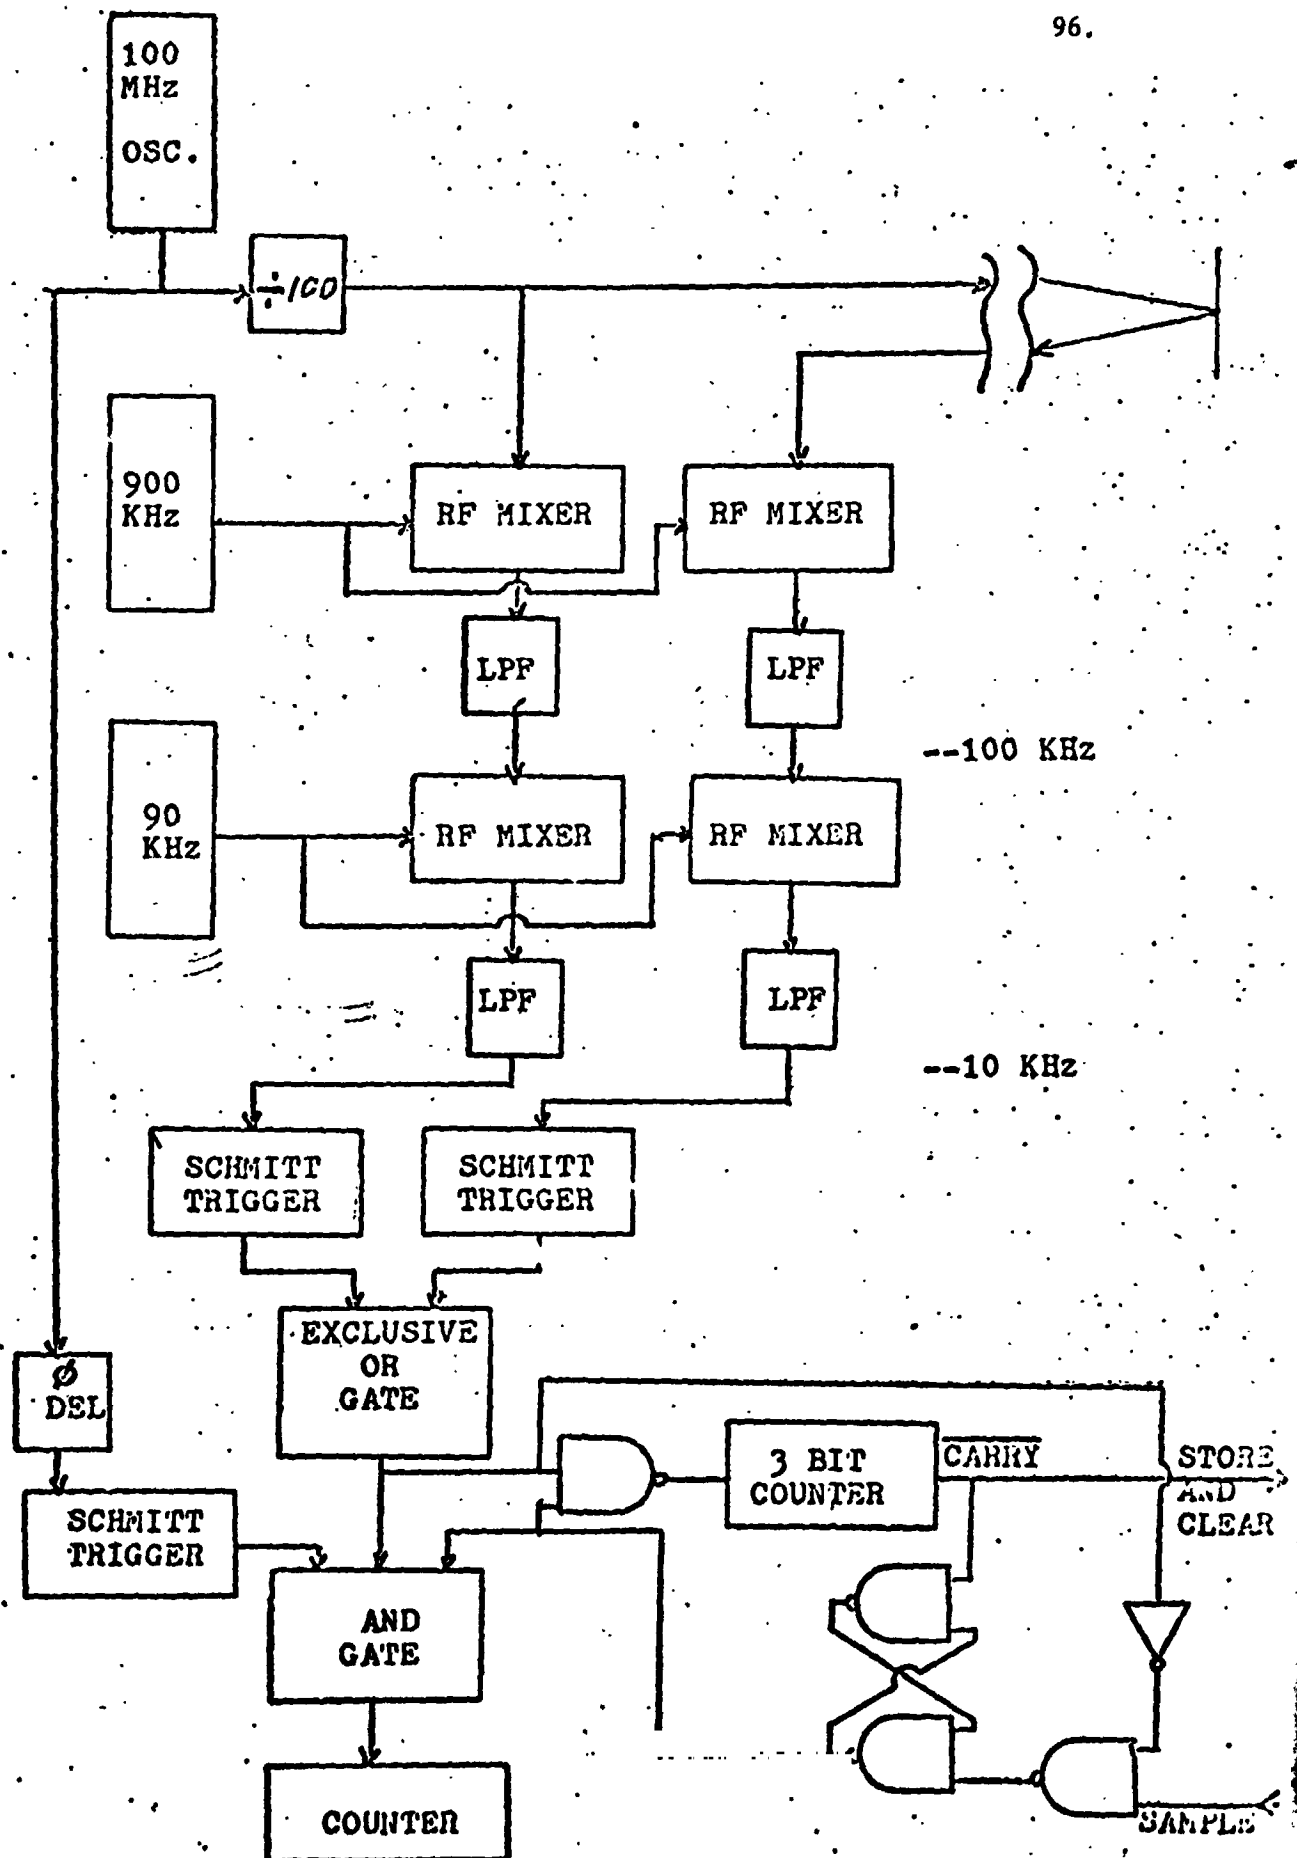 96.
100
MHz
OSC.
÷100
900
KHz
RF MIXER
RF MIXER
LPF
LPF
--100 KHz
90
KHz
RF MIXER
RF MIXER
LPF
LPF
--10 KHz
SCHMITT
TRIGGER
SCHMITT
TRIGGER
EXCLUSIVE
OR
GATE
Ø
DEL
3 BIT
COUNTER
CARRY
STORE
AND
CLEAR
SCHMITT
TRIGGER
AND
GATE
SAMPLE
COUNTER